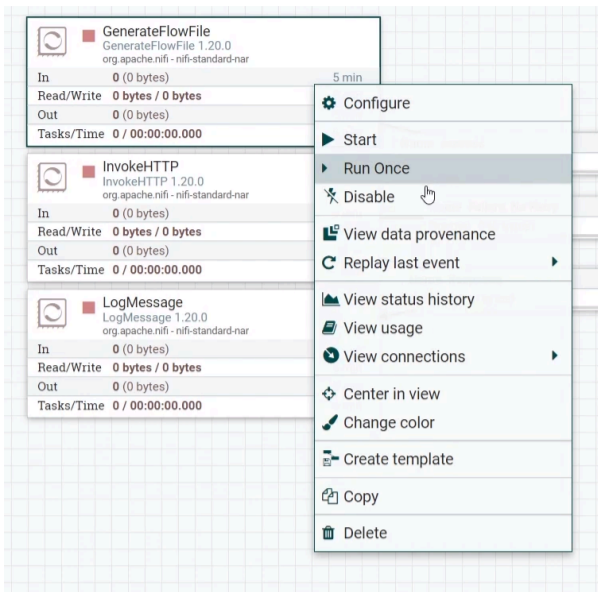 GenerateFlowFile
GenerateFlowFile 1.20.0
org.apache.nifi - nifi-standard-nar
In 0 (0 bytes) 5 min
Read/Write 0 bytes / 0 bytes
Out 0 (0 bytes)
Tasks/Time 0 / 00:00:00.000
InvokeHTTP
InvokeHTTP 1.20.0
org.apache.nifi - nifi-standard-nar
In 0 (0 bytes)
Read/Write 0 bytes / 0 bytes
Out 0 (0 bytes)
Tasks/Time 0 / 00:00:00.000
LogMessage
LogMessage 1.20.0
org.apache.nifi - nifi-standard-nar
In 0 (0 bytes)
Read/Write 0 bytes / 0 bytes
Out 0 (0 bytes)
Tasks/Time 0 / 00:00:00.000
Configure
Start
Run Once
Disable
View data provenance
Replay last event
View status history
View usage
View connections
Center in view
Change color
Create template
Copy
Delete